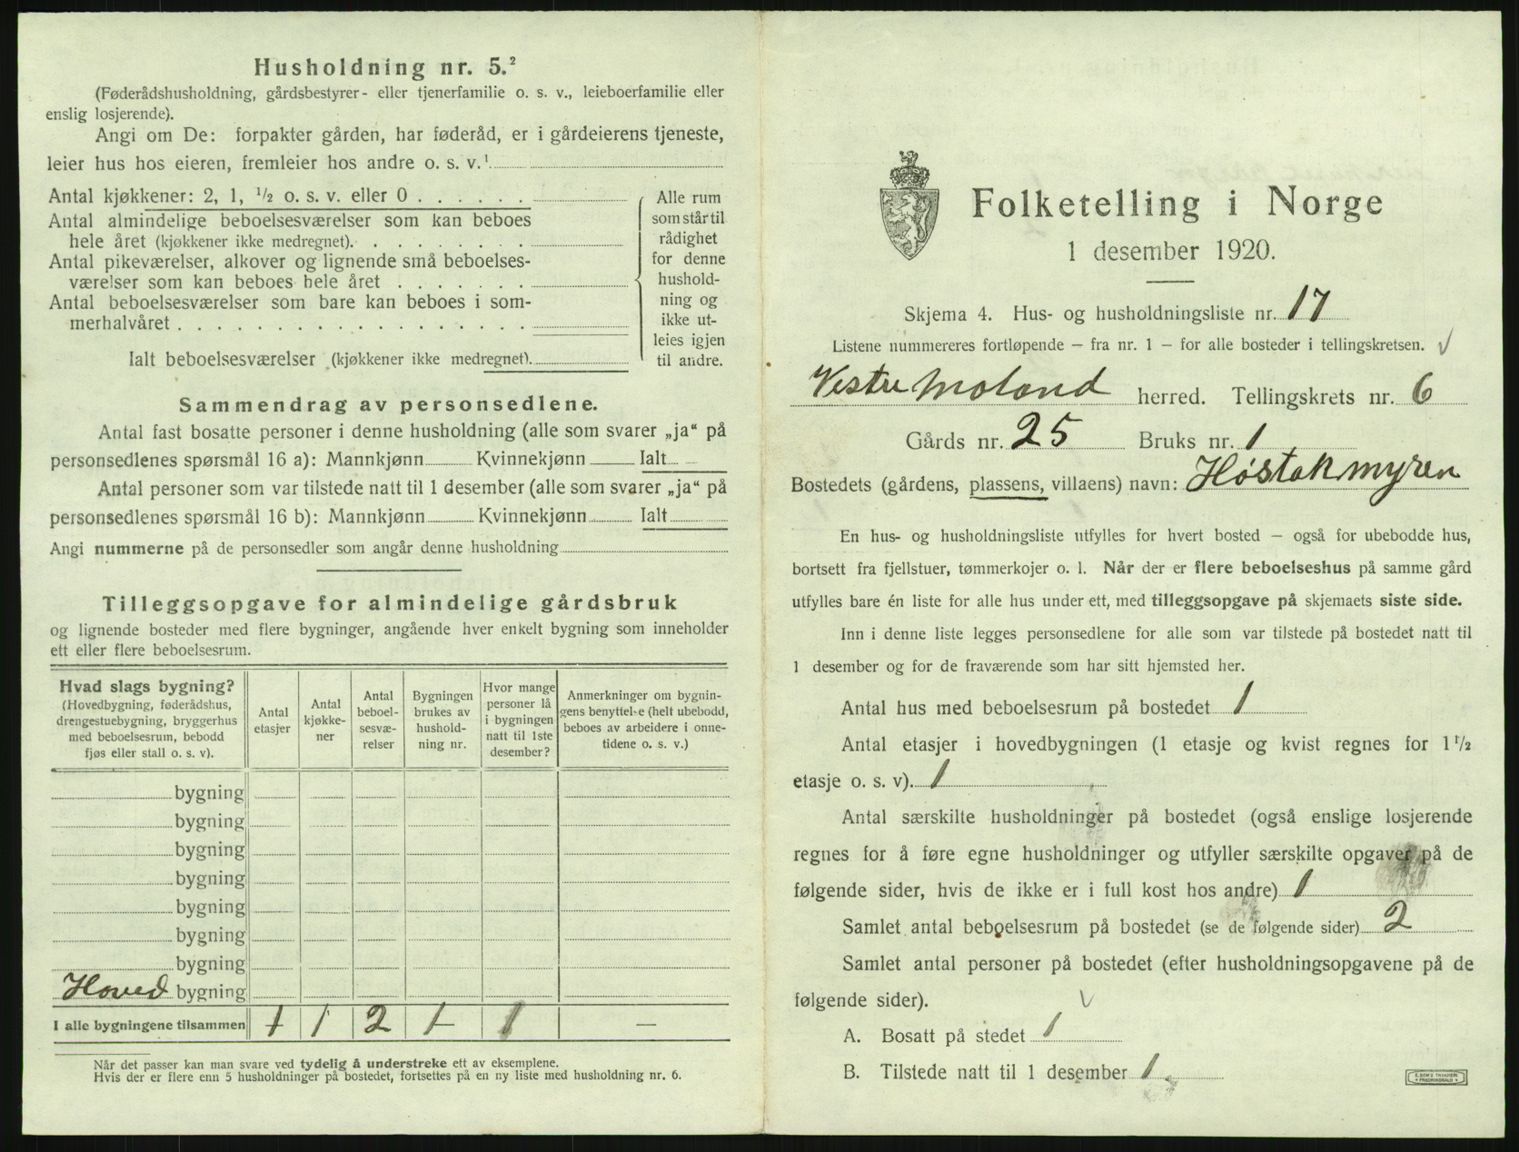 Husholdning nr. 5.²
(Føderådshusholdning, gårdsbestyrer- eller tjenerfamilie o. s. v., leieboerfamilie eller
enslig losjerende).
Angi om De: forpakter gården, har føderåd, er i gårdeierens tjeneste,
leier hus hos eieren, fremleier hos andre o. s. v.¹
Antal kjøkkener: 2, 1, ½ o. s. v. eller 0 . . . . . .
Antal almindelige beboelsesværelser som kan beboes
hele året (kjøkkener ikke medregnet). . . . . . . . .
Antal pikeværelser, alkover og lignende små beboelses-
værelser som kan beboes hele året . . . . . . .
Antal beboelsesværelser som bare kan beboes i som-
merhalvåret . . . . . . . . . . . . . . . . . .
Ialt beboelsesværelser (kjøkkener ikke medregnet).
Alle rum
som står til
rådighet
for denne
hushold-
ning og
ikke ut-
leies igjen
til andre.
Sammendrag av personsedlene.
Antal fast bosatte personer i denne husholdning (alle som svarer „ja“ på
personsedlenes spørsmål 16 a): Mannkjønn Kvinnekjønn Ialt
Antal personer som var tilstede natt til 1 desember (alle som svarer „ja“ på
personsedlenes spørsmål 16 b): Mannkjønn Kvinnekjønn Ialt
Angi nummerne på de personsedler som angår denne husholdning
Tilleggsopgave for almindelige gårdsbruk
og lignende bosteder med flere bygninger, angående hver enkelt bygning som inneholder
ett eller flere beboelsesrum.
Hvad slags bygning?
(Hovedbygning, føderådshus,
drengestuebygning, bryggerhus
med beboelsesrum, bebodd
fjøs eller stall o. s. v).
Antal
etasjer
Antal
kjøkke-
ner
Antal
beboel-
sesvæ-
relser
Bygningen
brukes av
hushold-
ning nr.
Hvor mange
personer lå
i bygningen
natt til 1ste
desember?
Anmerkninger om bygnin-
gens benyttel-e (helt ubebodd,
beboes av arbeidere i onne-
tidene o. s. v.)
bygning
bygning
bygning
bygning
bygning
bygning
bygning
Hoved bygning
I alle bygningene tilsammen 1 1 2 1 1 —
Når det passer kan man svare ved tydelig å understreke ett av eksemplene.
Hvis der er flere enn 5 husholdninger på bostedet, fortsettes på en ny liste med husholdning nr. 6.
Folketelling i Norge
1 desember 1920.
Skjema 4. Hus- og husholdningsliste nr. 17
Listene nummereres fortløpende — fra nr. 1 — for alle bosteder i tellingskretsen. √
Vestre Moland herred. Tellingskrets nr. 6
Gårds nr. 25 Bruks nr. 1
Bostedets (gårdens, plassens, villaens) navn: Høstakmyren
En hus- og husholdningsliste utfylles for hvert bosted — også for ubebodde hus,
bortsett fra fjellstuer, tømmerkojer o. l. Når der er flere beboelseshus på samme gård
utfylles bare én liste for alle hus under ett, med tilleggsopgave på skjemaets siste side.
Inn i denne liste legges personsedlene for alle som var tilstede på bostedet natt til
1 desember og for de fraværende som har sitt hjemsted her.
Antal hus med beboelsesrum på bostedet 1
Antal etasjer i hovedbygningen (1 etasje og kvist regnes for 1½
etasje o. s. v). 1
Antal særskilte husholdninger på bostedet (også enslige losjerende
regnes for å føre egne husholdninger og utfyller særskilte opgaver på de
følgende sider, hvis de ikke er i full kost hos andre) 1
Samlet antal beboelsesrum på bostedet (se de følgende sider) 2
Samlet antal personer på bostedet (efter husholdningsopgavene på de
følgende sider). √
A. Bosatt på stedet 1
B. Tilstede natt til 1 desember 1